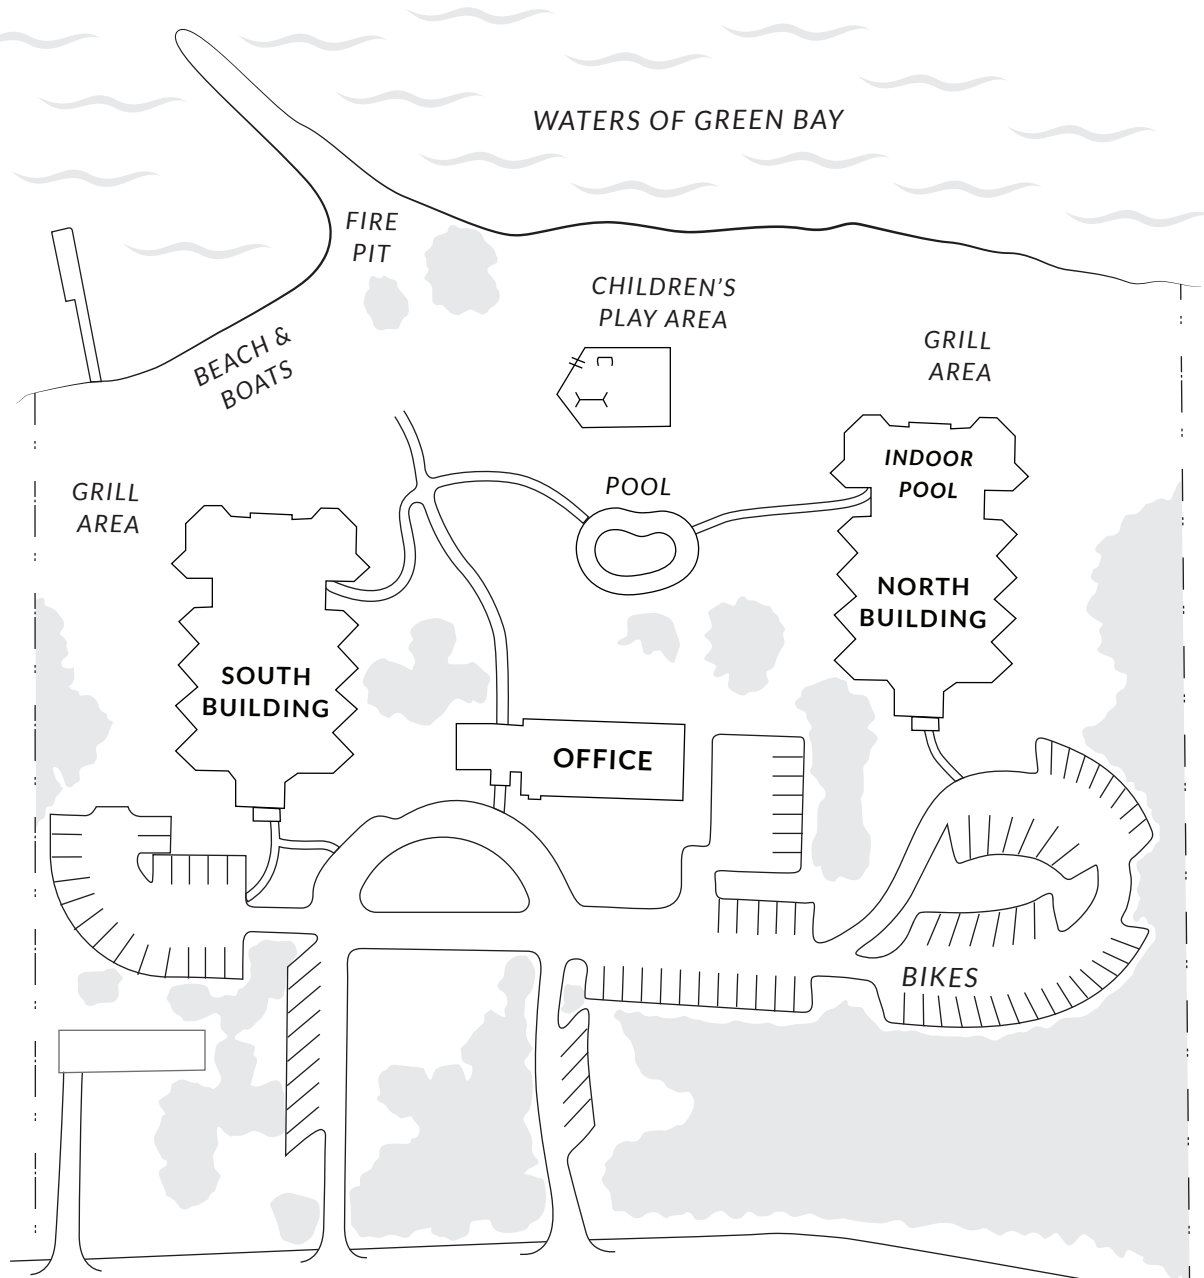 WATERS OF GREEN BAY
FIRE
PIT
CHILDREN'S
PLAY AREA
GRILL
AREA
BEACH &
BOATS
INDOOR
POOL
GRILL
AREA
POOL
NORTH
BUILDING
SOUTH
BUILDING
OFFICE
BIKES